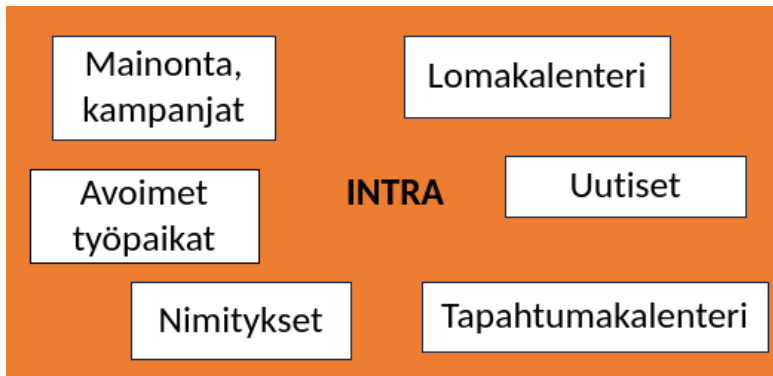 Mainonta,
kampanjat
Lomakalenteri
Avoimet
työpaikat
INTRA
Uutiset
Nimitykset
Tapahtumakalenteri